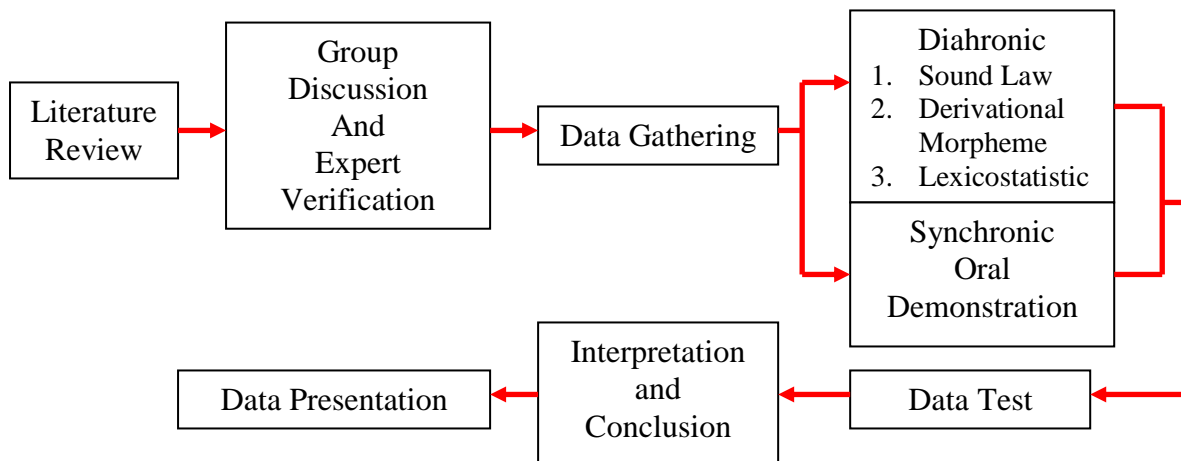 Literature
Review
Group
Discussion
And
Expert
Verification
Data Gathering
Diahronic
1. Sound Law
2. Derivational
Morpheme
3. Lexicostatistic
Synchronic
Oral
Demonstration
Data Test
Interpretation
and
Conclusion
Data Presentation